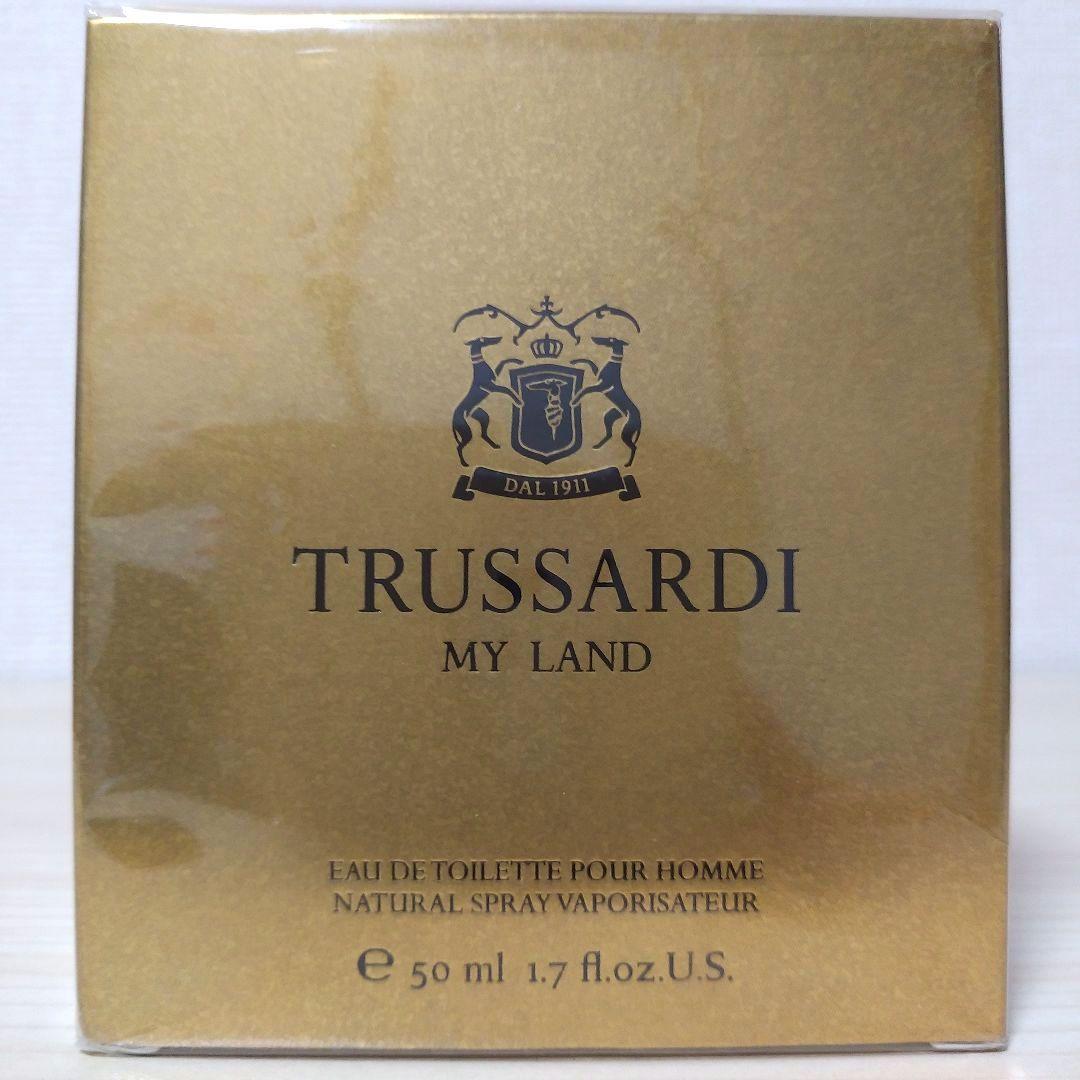 DAL 1911
TRUSSARDI
MY LAND
EAU DE TOILETTE POUR HOMME
NATURAL SPRAY VAPORISATEUR
℮ 50 ml 1.7 fl.oz.U.S.